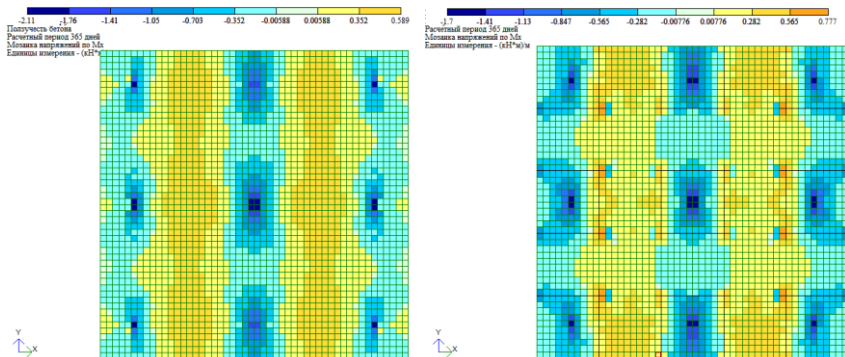 -2.11 -1.76 -1.41 -1.05 -0.703 -0.352 -0.00588 0.00588 0.352 0.589
Ползучесть бетона
Расчетный период 365 дней
Мозаика напряжений по Mx
Единицы измерения - (кН*м)
Y
X
-1.7 -1.41 -1.13 -0.847 -0.565 -0.282 -0.00776 0.00776 0.282 0.565 0.777
Расчетный период 365 дней
Мозаика напряжений по Mx
Единицы измерения - (кН*м)/м
Y
X